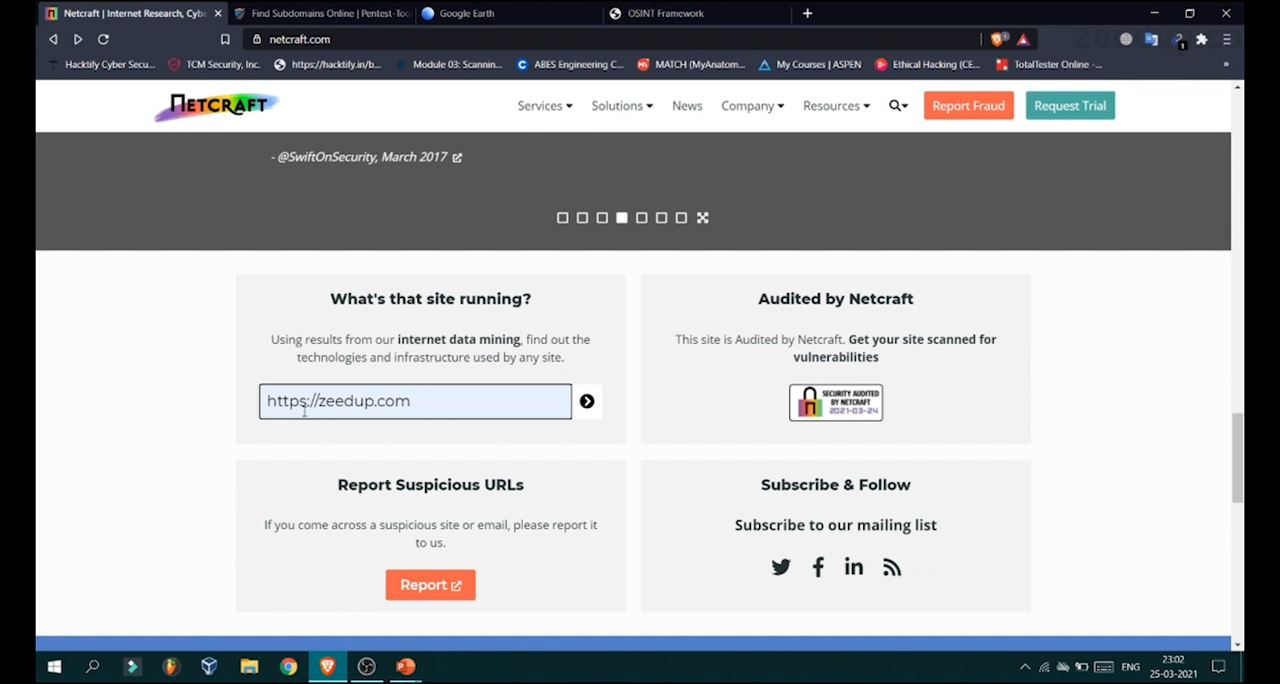 Netcraft | Internet Research, Cybe
Find Subdomains Online | Pentest-Too
Google Earth
OSINT Framework
netcraft.com
Hacktify Cyber Secu...
TCM Security, Inc.
https://hacktify.in/b...
Module 03: Scannin...
ABES Engineering C...
MATCH (MyAnatom...
My Courses | ASPEN
Ethical Hacking (CE...
TotalTester Online -...
»
NETCRAFT
Services
Solutions
News
Company
Resources
Report Fraud
Request Trial
- @SwiftOnSecurity, March 2017
What's that site running?
Using results from our internet data mining, find out the
technologies and infrastructure used by any site.
https://zeedup.com
Audited by Netcraft
This site is Audited by Netcraft. Get your site scanned for
vulnerabilities
SECURITY AUDITED
BY NETCRAFT
2021-03-24
Report Suspicious URLs
If you come across a suspicious site or email, please report it
to us.
Report
Subscribe & Follow
Subscribe to our mailing list
ENG
23:02
25-03-2021